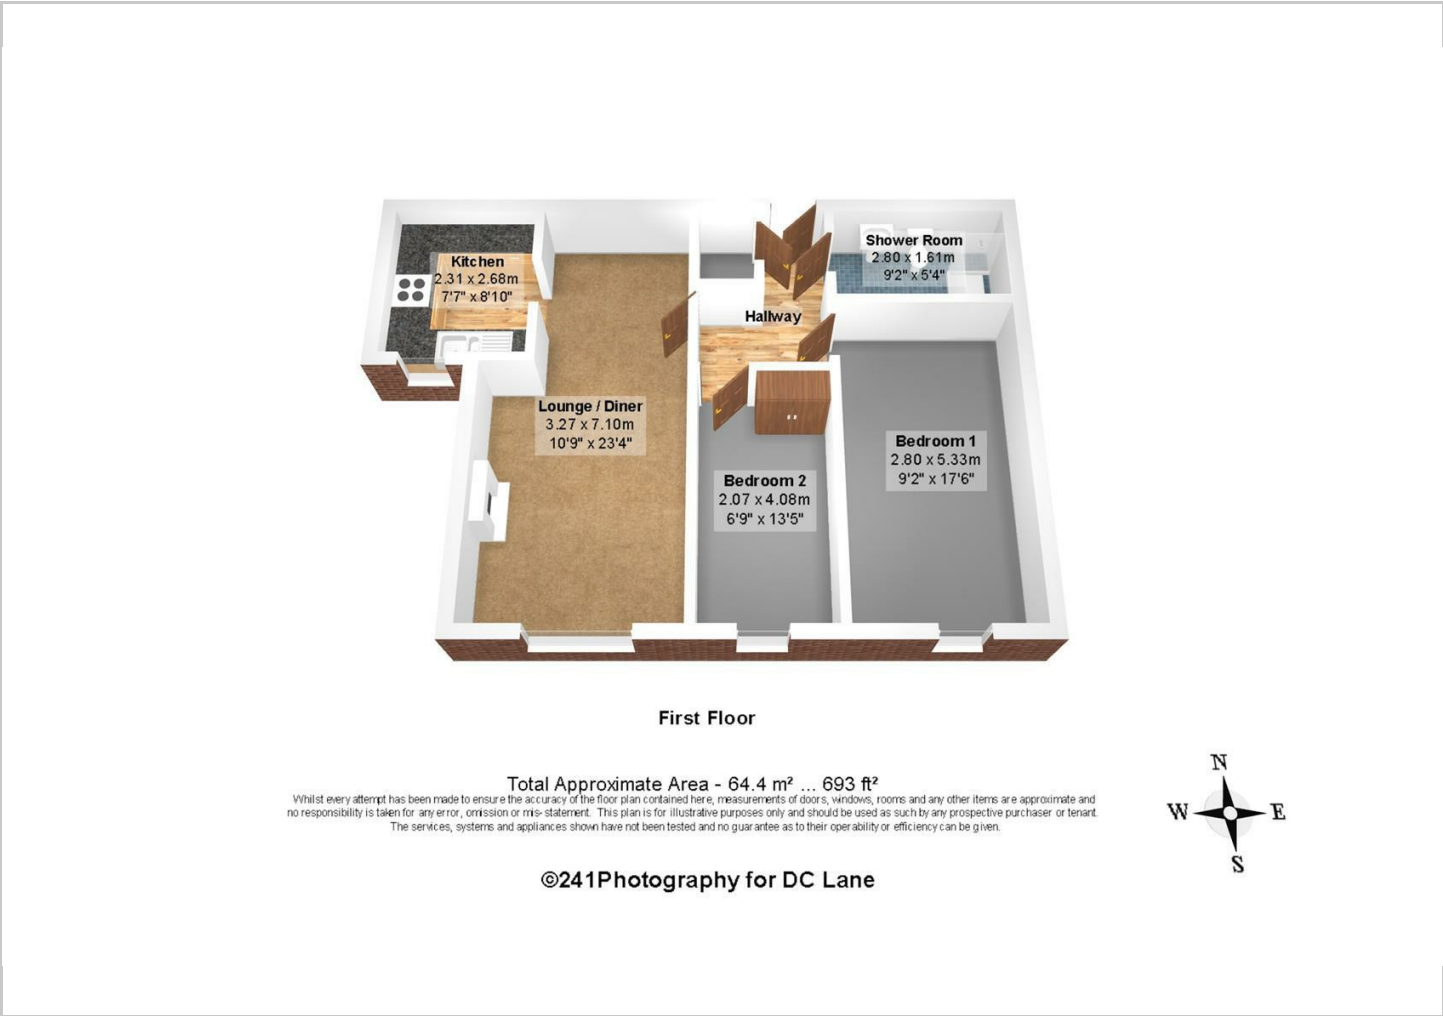 Kitchen
2.31 x 2.68m
7'7" x 8'10"
Shower Room
2.80 x 1.61m
9'2" x 5'4"
Hallway
Lounge / Diner
3.27 x 7.10m
10'9" x 23'4"
Bedroom 1
2.80 x 5.33m
9'2" x 17'6"
Bedroom 2
2.07 x 4.08m
6'9" x 13'5"
First Floor
Total Approximate Area - 64.4 m² ... 693 ft²
Whilst every attempt has been made to ensure the accuracy of the floor plan contained here, measurements of doors, windows, rooms and any other items are approximate and
no responsibility is taken for any error, omission or mis- statement. This plan is for illustrative purposes only and should be used as such by any prospective purchaser or tenant.
The services, systems and appliances shown have not been tested and no guarantee as to their operability or efficiency can be given.
©241Photography for DC Lane
N
W E
S